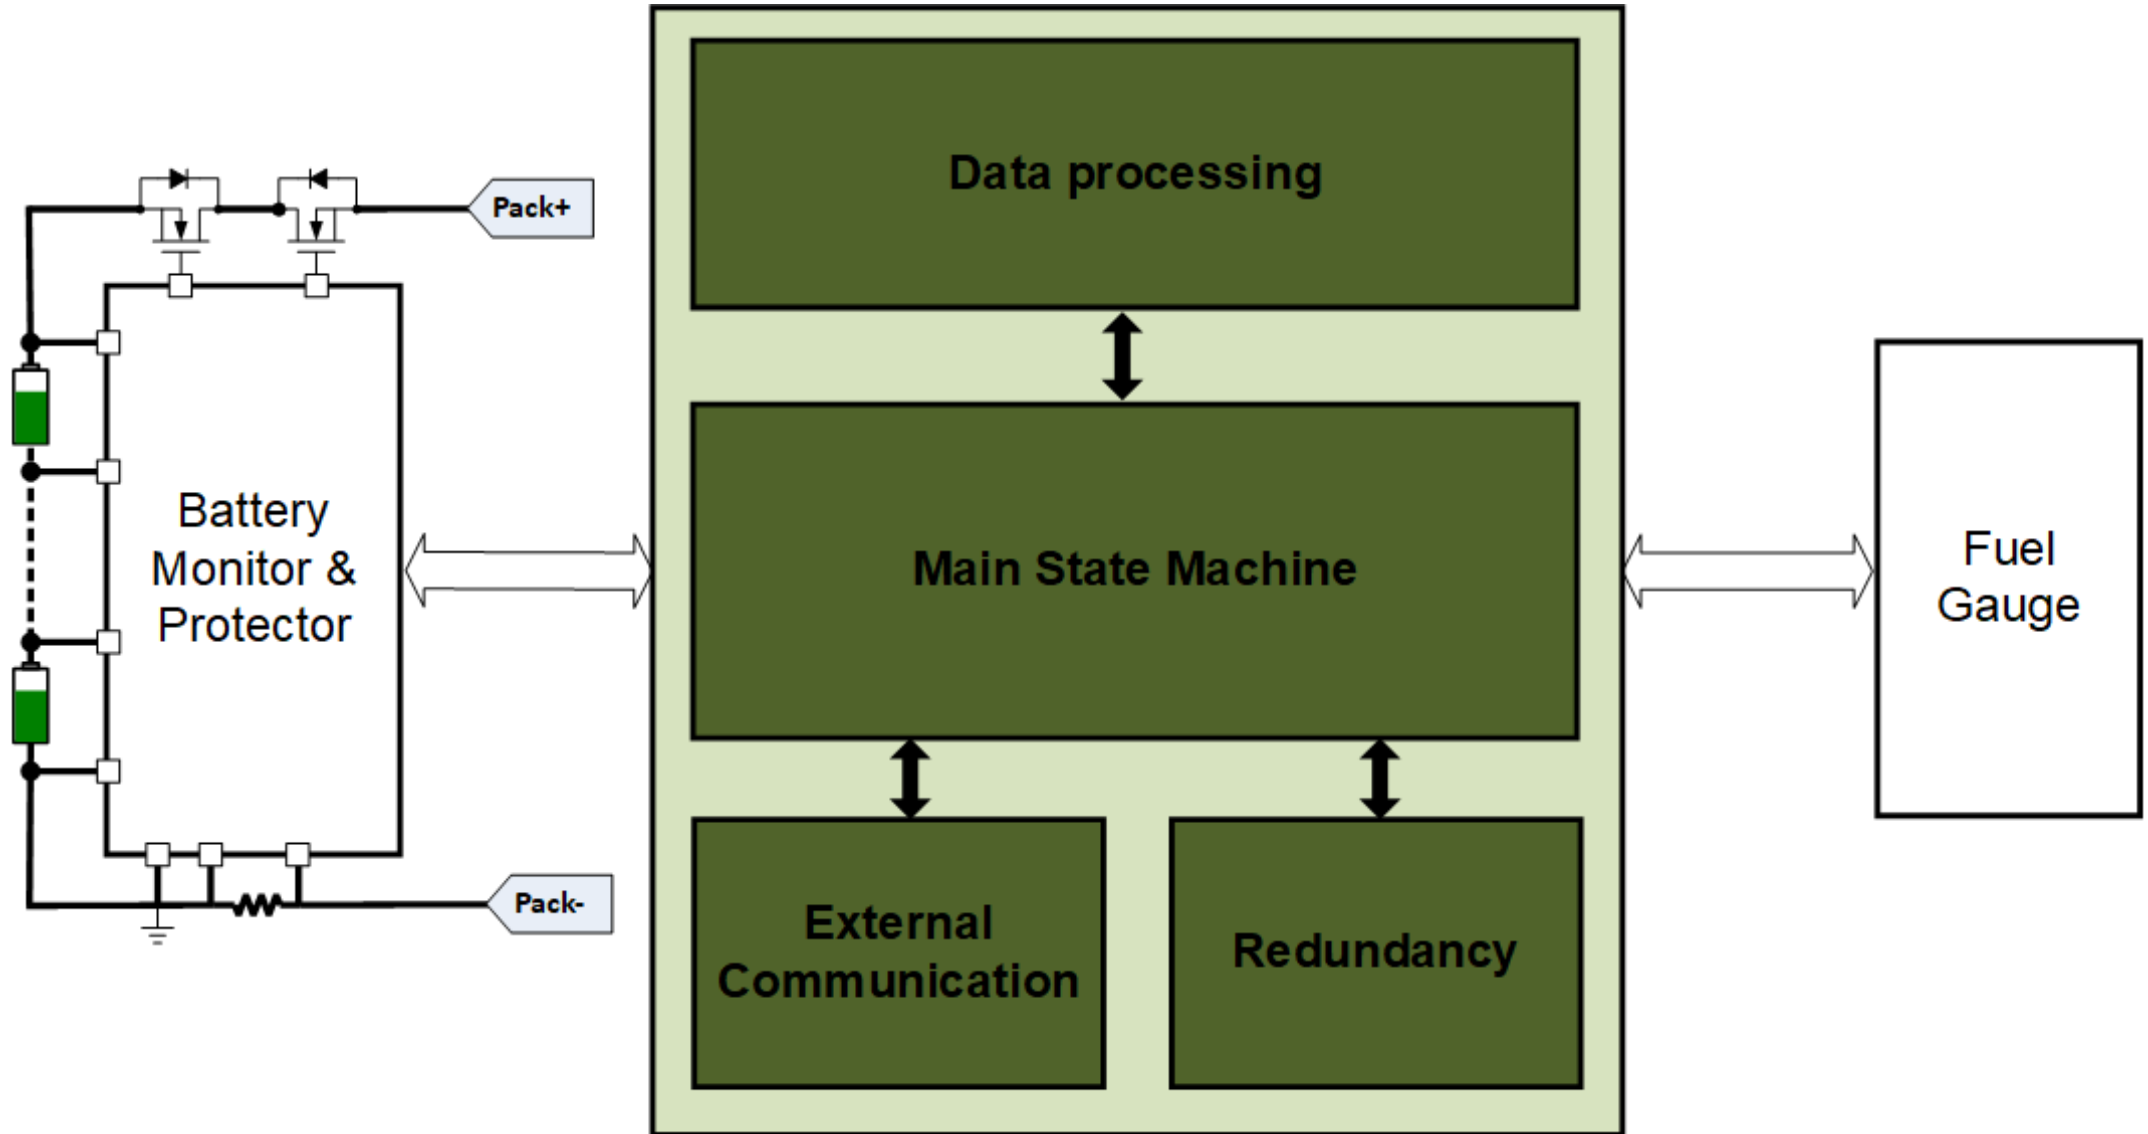 Data processing
Pack+
Battery
Monitor &
Protector
Main State Machine
Fuel
Gauge
Pack-
External
Communication
Redundancy